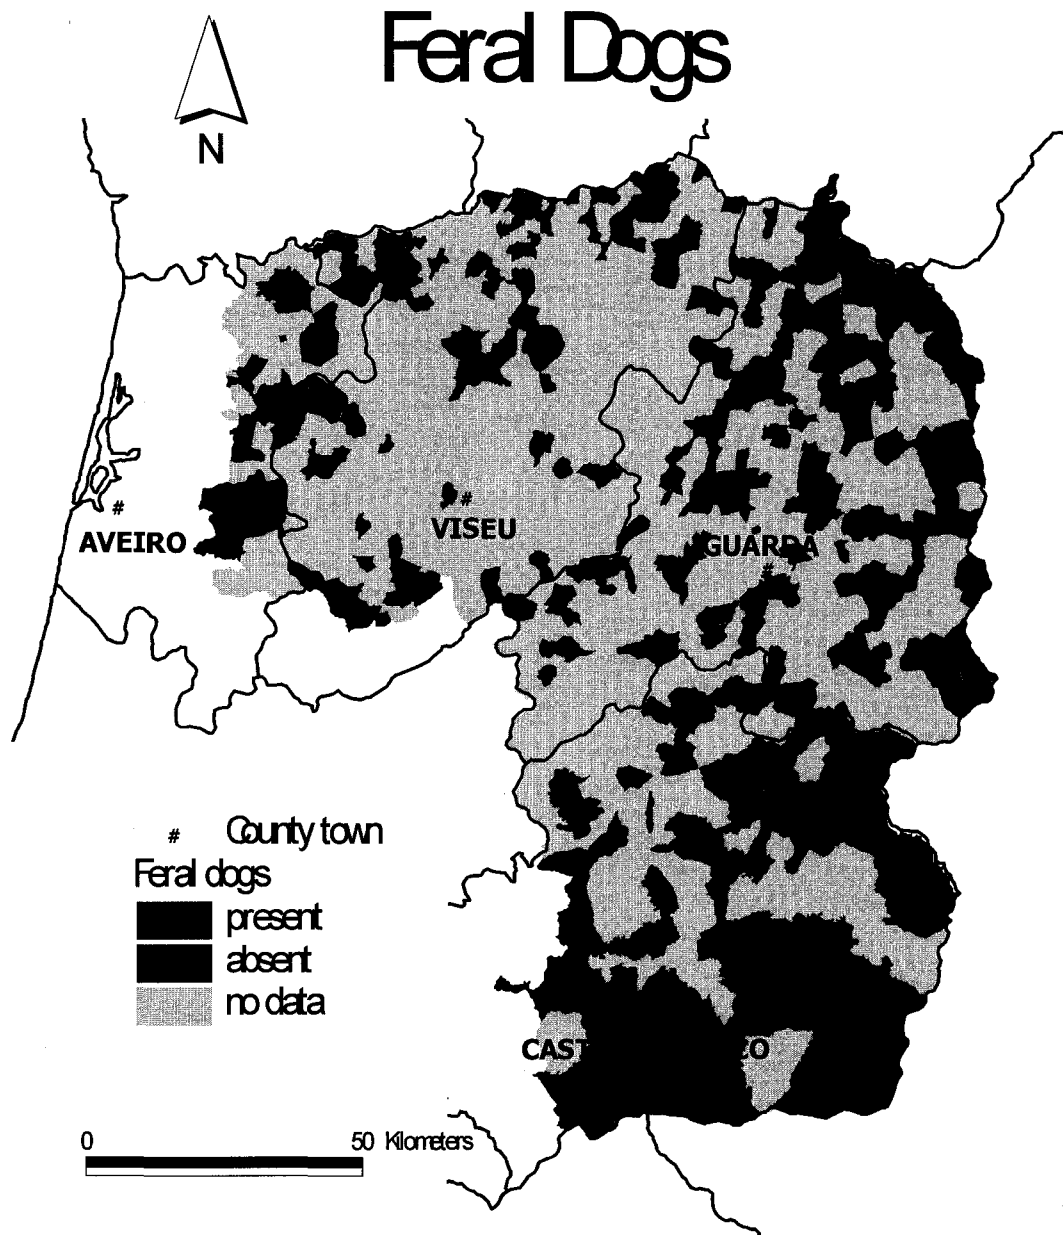 Feral Dogs
N
AVEIRO
#
VISEU
#
GUARDA
#
# County town
Feral dogs
present
absent
no data
0 50 Kilometers